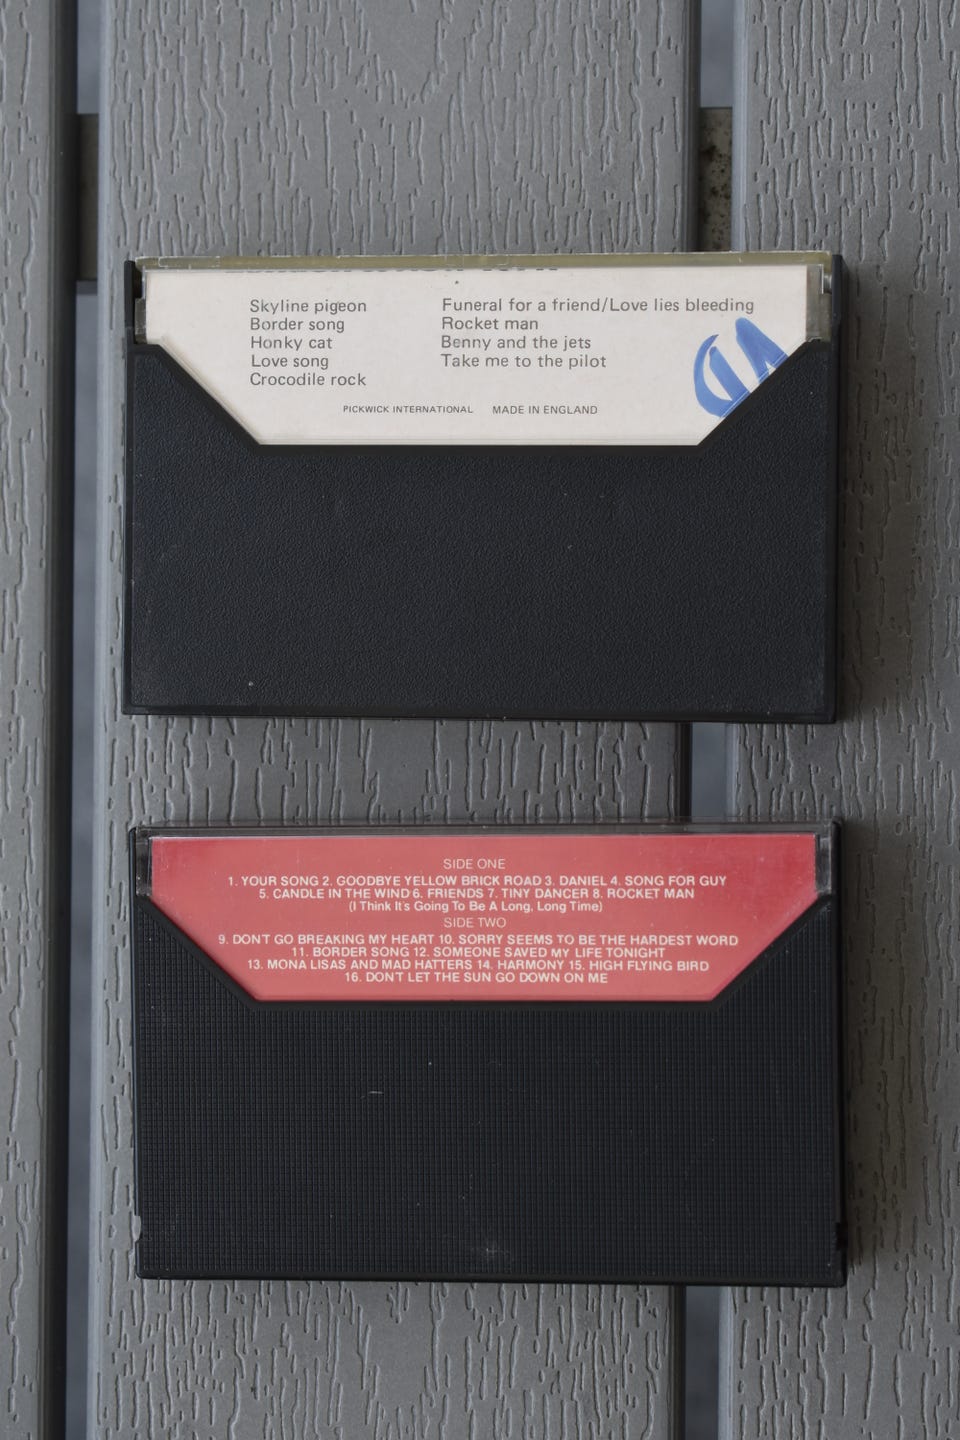 Skyline pigeon
Border song
Honky cat
Love song
Crocodile rock
Funeral for a friend/Love lies bleeding
Rocket man
Benny and the jets
Take me to the pilot
PICKWICK INTERNATIONAL MADE IN ENGLAND
SIDE ONE
1. YOUR SONG 2. GOODBYE YELLOW BRICK ROAD 3. DANIEL 4. SONG FOR GUY
5. CANDLE IN THE WIND 6. FRIENDS 7. TINY DANCER 8. ROCKET MAN
(I Think It's Going To Be A Long, Long Time)
SIDE TWO
9. DON'T GO BREAKING MY HEART 10. SORRY SEEMS TO BE THE HARDEST WORD
11. BORDER SONG 12. SOMEONE SAVED MY LIFE TONIGHT
13. MONA LISAS AND MAD HATTERS 14. HARMONY 15. HIGH FLYING BIRD
16. DON'T LET THE SUN GO DOWN ON ME